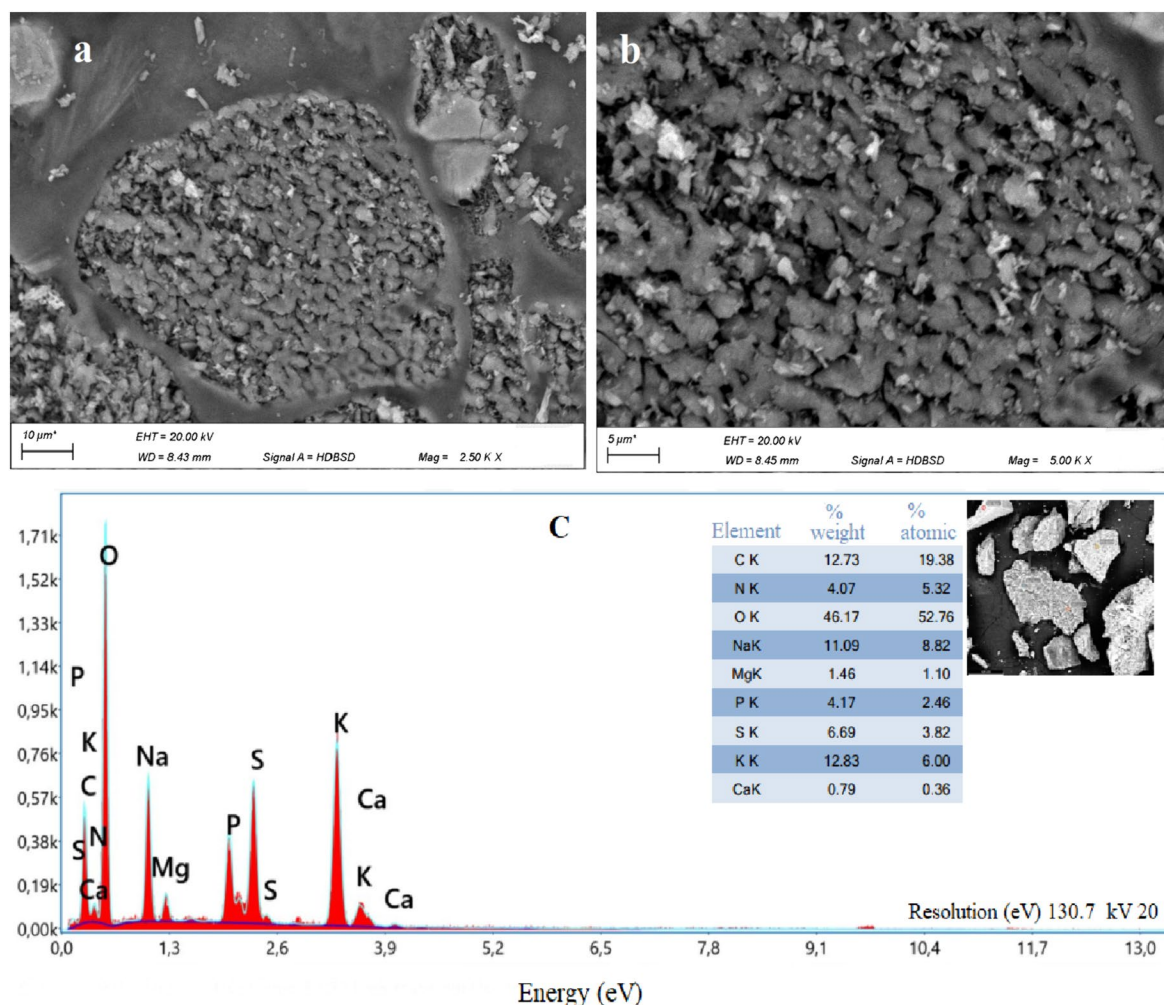 a
10 µm*
EHT = 20.00 kV
WD = 8.43 mm Signal A = HDBSD Mag = 2.50 K X
b
5 µm*
EHT = 20.00 kV
WD = 8.45 mm Signal A = HDBSD Mag = 5.00 K X
C
Element % weight % atomic
C K 12.73 19.38
N K 4.07 5.32
O K 46.17 52.76
NaK 11.09 8.82
MgK 1.46 1.10
P K 4.17 2.46
S K 6.69 3.82
K K 12.83 6.00
CaK 0.79 0.36
1,71k
1,52k
1,33k
1,14k
0,95k
0,76k
0,57k
0,38k
0,19k
0,00k
O
P
K
C
S N
Ca
Na
Mg
P
S
S
K
Ca
K
Ca
Resolution (eV) 130.7 kV 20
0,0 1,3 2,6 3,9 5,2 6,5 7,8 9,1 10,4 11,7 13,0
Energy (eV)